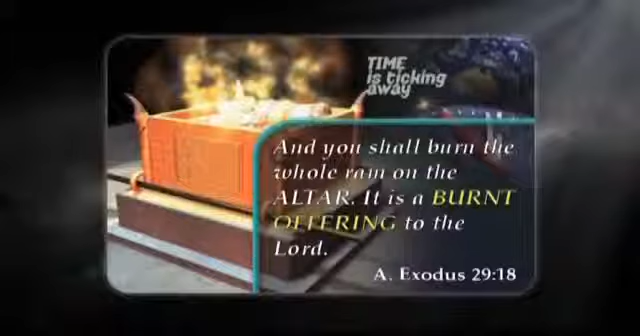 TIME
is ticking
away
And you shall burn the
whole ram on the
ALTAR. It is a BURNT
OFFERING to the
Lord.
A. Exodus 29:18